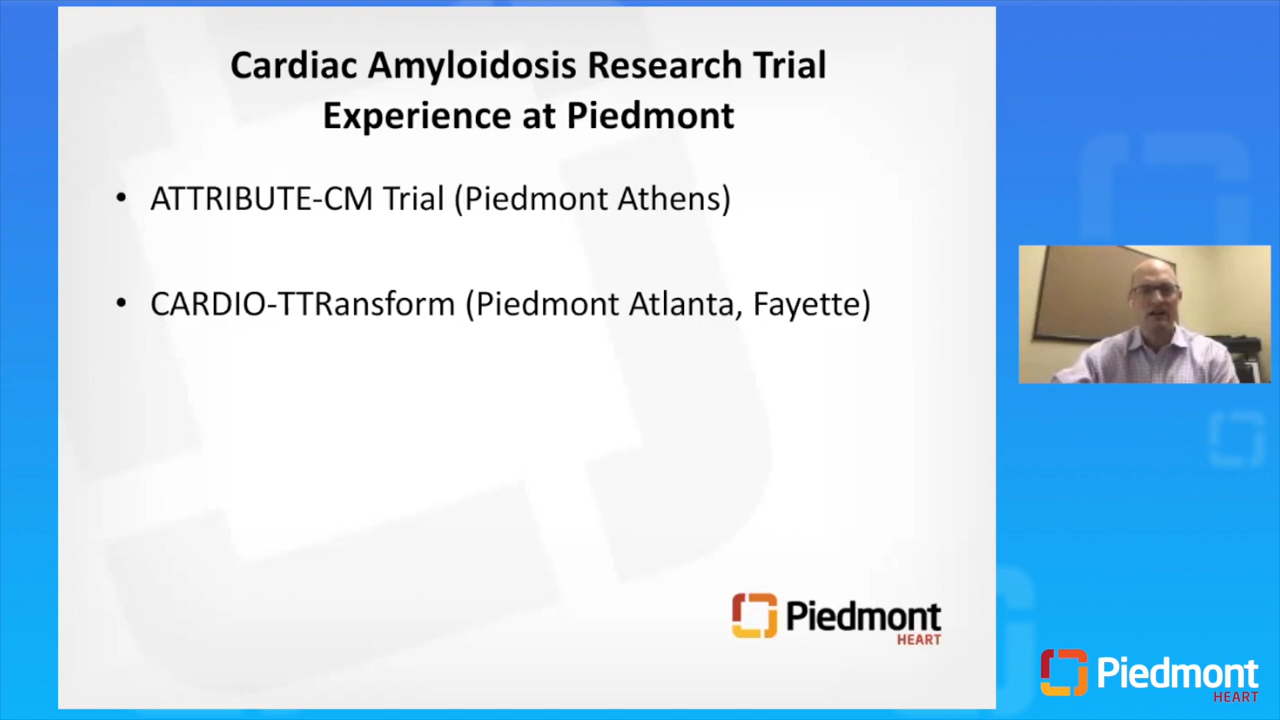 Cardiac Amyloidosis Research Trial
Experience at Piedmont
• ATTRIBUTE-CM Trial (Piedmont Athens)
• CARDIO-TTRansform (Piedmont Atlanta, Fayette)
Piedmont
HEART
Piedmont
HEART